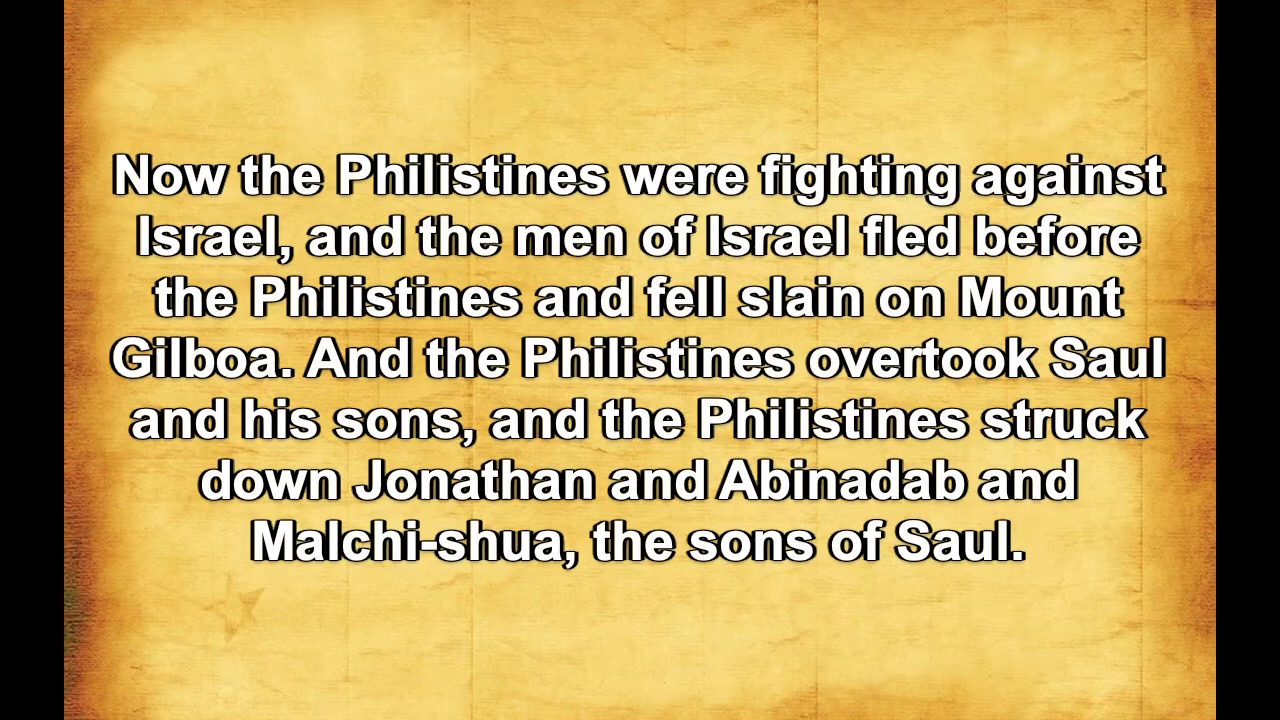 Now the Philistines were fighting against
Israel, and the men of Israel fled before
the Philistines and fell slain on Mount
Gilboa. And the Philistines overtook Saul
and his sons, and the Philistines struck
down Jonathan and Abinadab and
Malchi-shua, the sons of Saul.